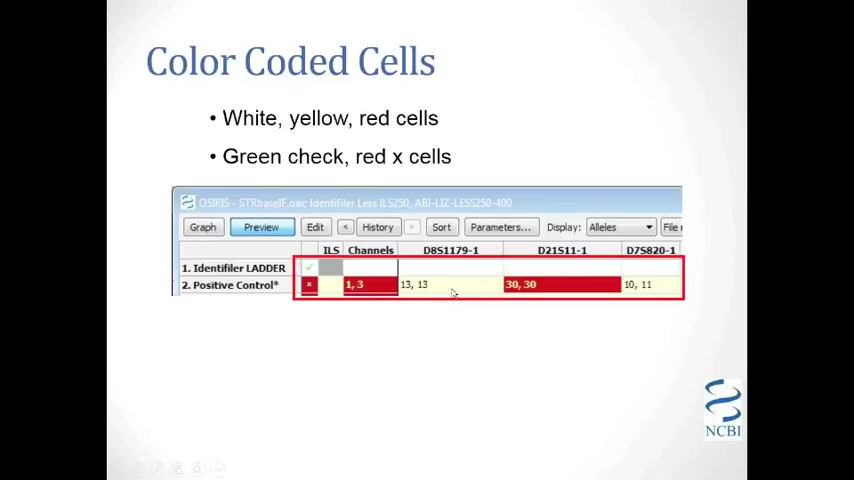 Color Coded Cells
• White, yellow, red cells
• Green check, red x cells
OSIRIS - STRbaseIF.oar; Identifiler Less ILS250, ABI-LIZ-LESS250-400
Graph Preview Edit < History > Sort Parameters... Display: Alleles File
ILS Channels D8S1179-1 D21S11-1 D7S820-1
1. Identifiler LADDER
2. Positive Control* x 1, 3 13, 13 30, 30 10, 11
NCBI